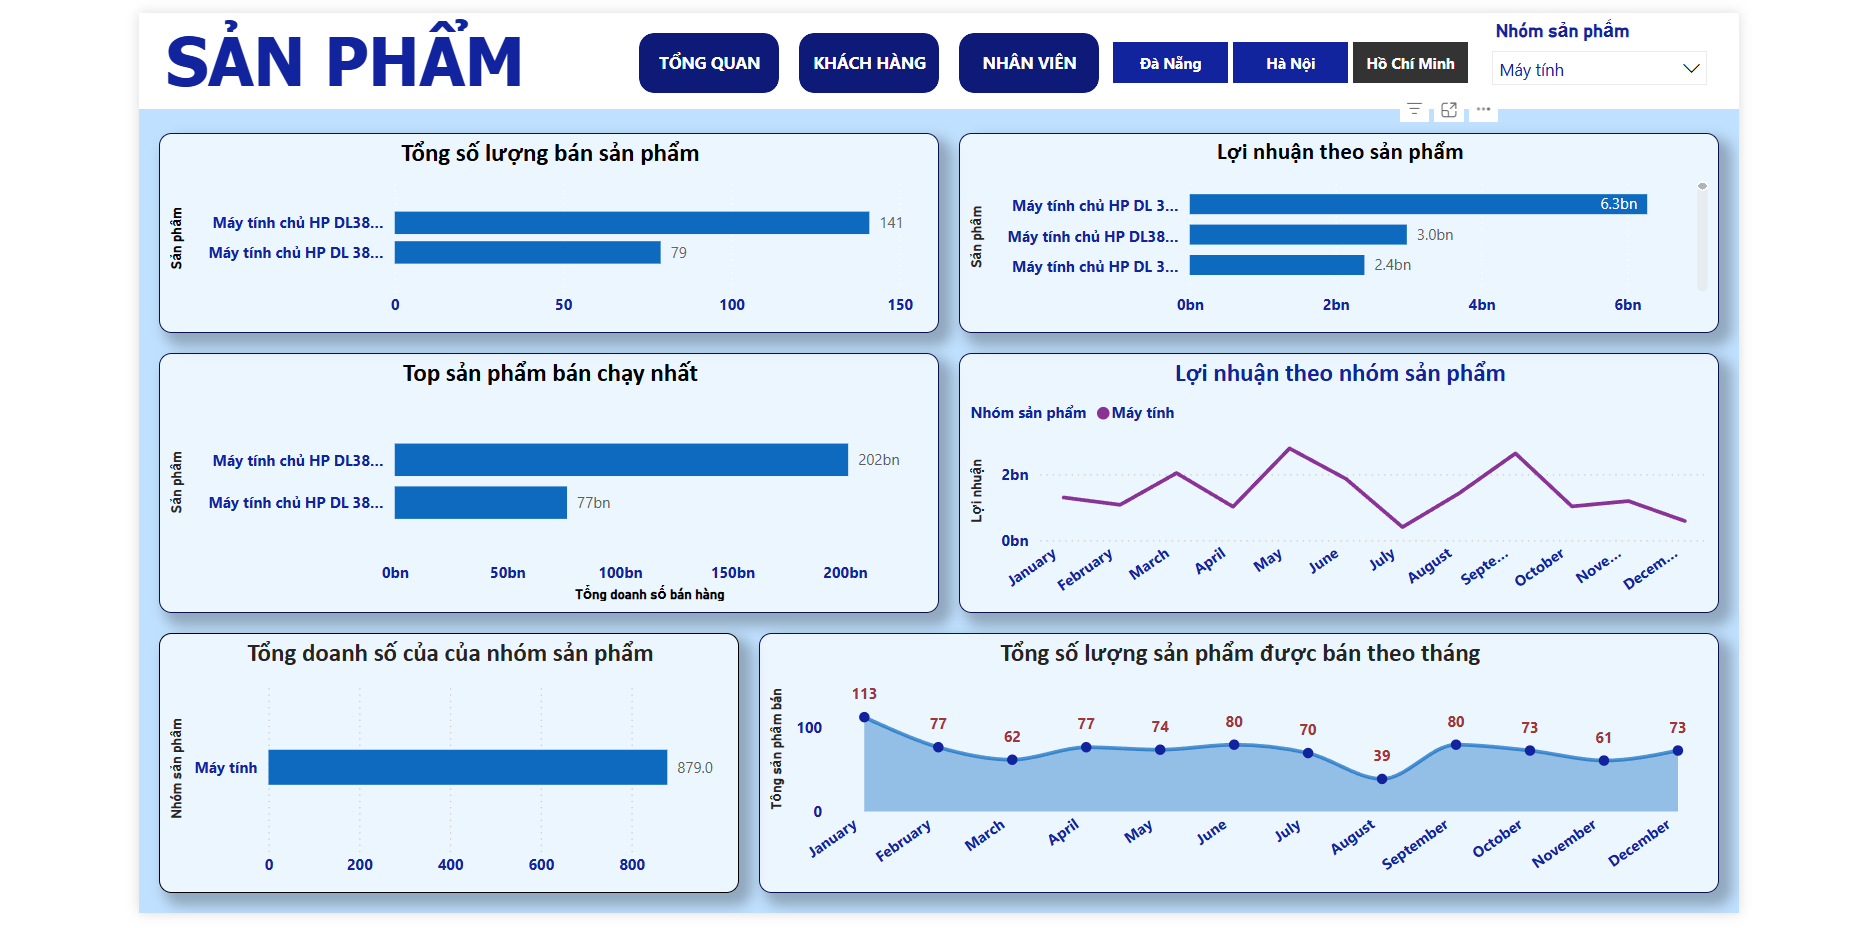 SẢN PHẨM
TỔNG QUAN
KHÁCH HÀNG
NHÂN VIÊN
Đà Nẵng
Hà Nội
Hồ Chí Minh
Nhóm sản phẩm
Máy tính
Tổng số lượng bán sản phẩm
Sản phẩm
Máy tính chủ HP DL38...
141
Máy tính chủ HP DL 38...
79
0 50 100 150
Lợi nhuận theo sản phẩm
Sản phẩm
Máy tính chủ HP DL 3...
6.3bn
Máy tính chủ HP DL38...
3.0bn
Máy tính chủ HP DL 3...
2.4bn
0bn 2bn 4bn 6bn
Top sản phẩm bán chạy nhất
Sản phẩm
Máy tính chủ HP DL38...
202bn
Máy tính chủ HP DL 38...
77bn
0bn 50bn 100bn 150bn 200bn
Tổng doanh số bán hàng
Lợi nhuận theo nhóm sản phẩm
Nhóm sản phẩm Máy tính
Lợi nhuận
2bn
0bn
January February March April May June July August Septe... October Nove... Decem...
Tổng doanh số của của nhóm sản phẩm
Nhóm sản phẩm
Máy tính
879.0
0 200 400 600 800
Tổng số lượng sản phẩm được bán theo tháng
Tổng sản phẩm bán
100
0
113 77 62 77 74 80 70 39 80 73 61 73
January February March April May June July August September October November December